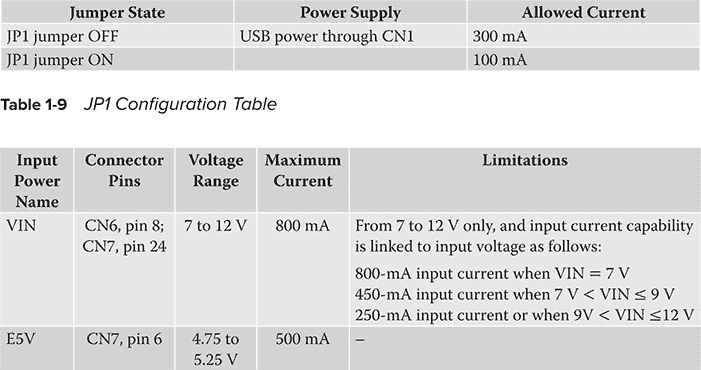 Jumper State Power Supply Allowed Current
JP1 jumper OFF USB power through CN1 300 mA
JP1 jumper ON 100 mA
Table 1-9 JP1 Configuration Table
Input Power Name Connector Pins Voltage Range Maximum Current Limitations
VIN CN6, pin 8; CN7, pin 24 7 to 12 V 800 mA From 7 to 12 V only, and input current capability
is linked to input voltage as follows:
800-mA input current when VIN = 7 V
450-mA input current when 7 V < VIN ≤ 9 V
250-mA input current or when 9V < VIN ≤12 V
E5V CN7, pin 6 4.75 to 5.25 V 500 mA –